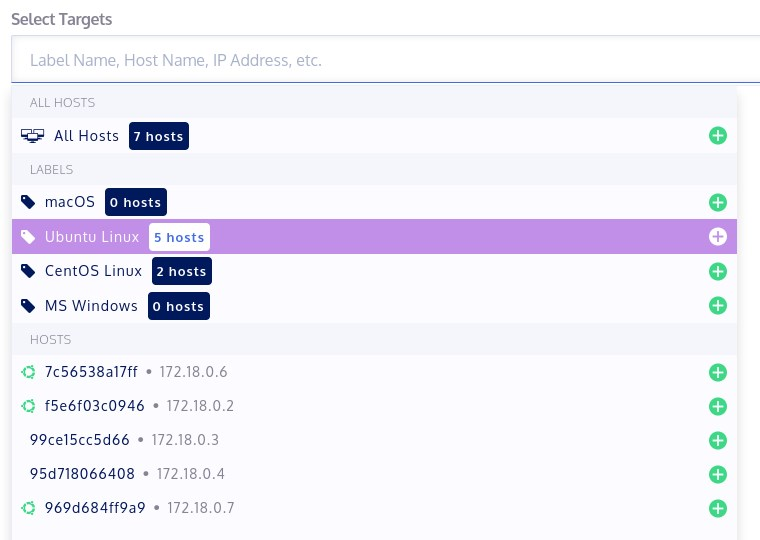 Select Targets
Label Name, Host Name, IP Address, etc.
ALL HOSTS
All Hosts 7 hosts
LABELS
macOS 0 hosts
Ubuntu Linux 5 hosts
CentOS Linux 2 hosts
MS Windows 0 hosts
HOSTS
7c56538a17ff • 172.18.0.6
f5e6f03c0946 • 172.18.0.2
99ce15cc5d66 • 172.18.0.3
95d718066408 • 172.18.0.4
969d684ff9a9 • 172.18.0.7